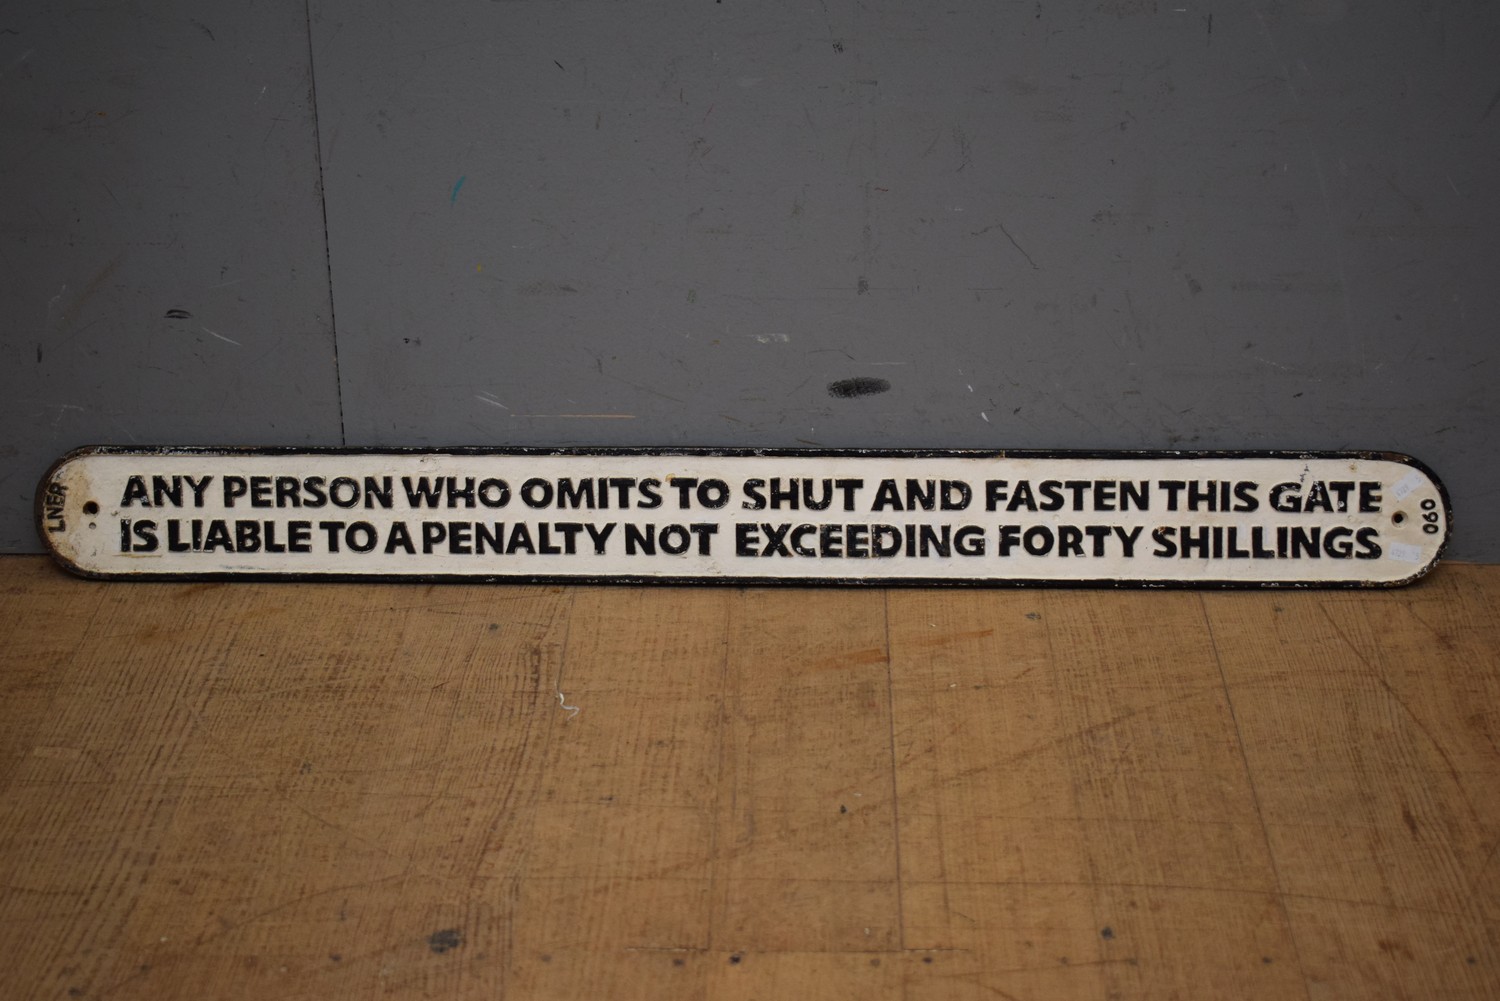 LNER
ANY PERSON WHO OMITS TO SHUT AND FASTEN THIS GATE
IS LIABLE TO A PENALTY NOT EXCEEDING FORTY SHILLINGS
060